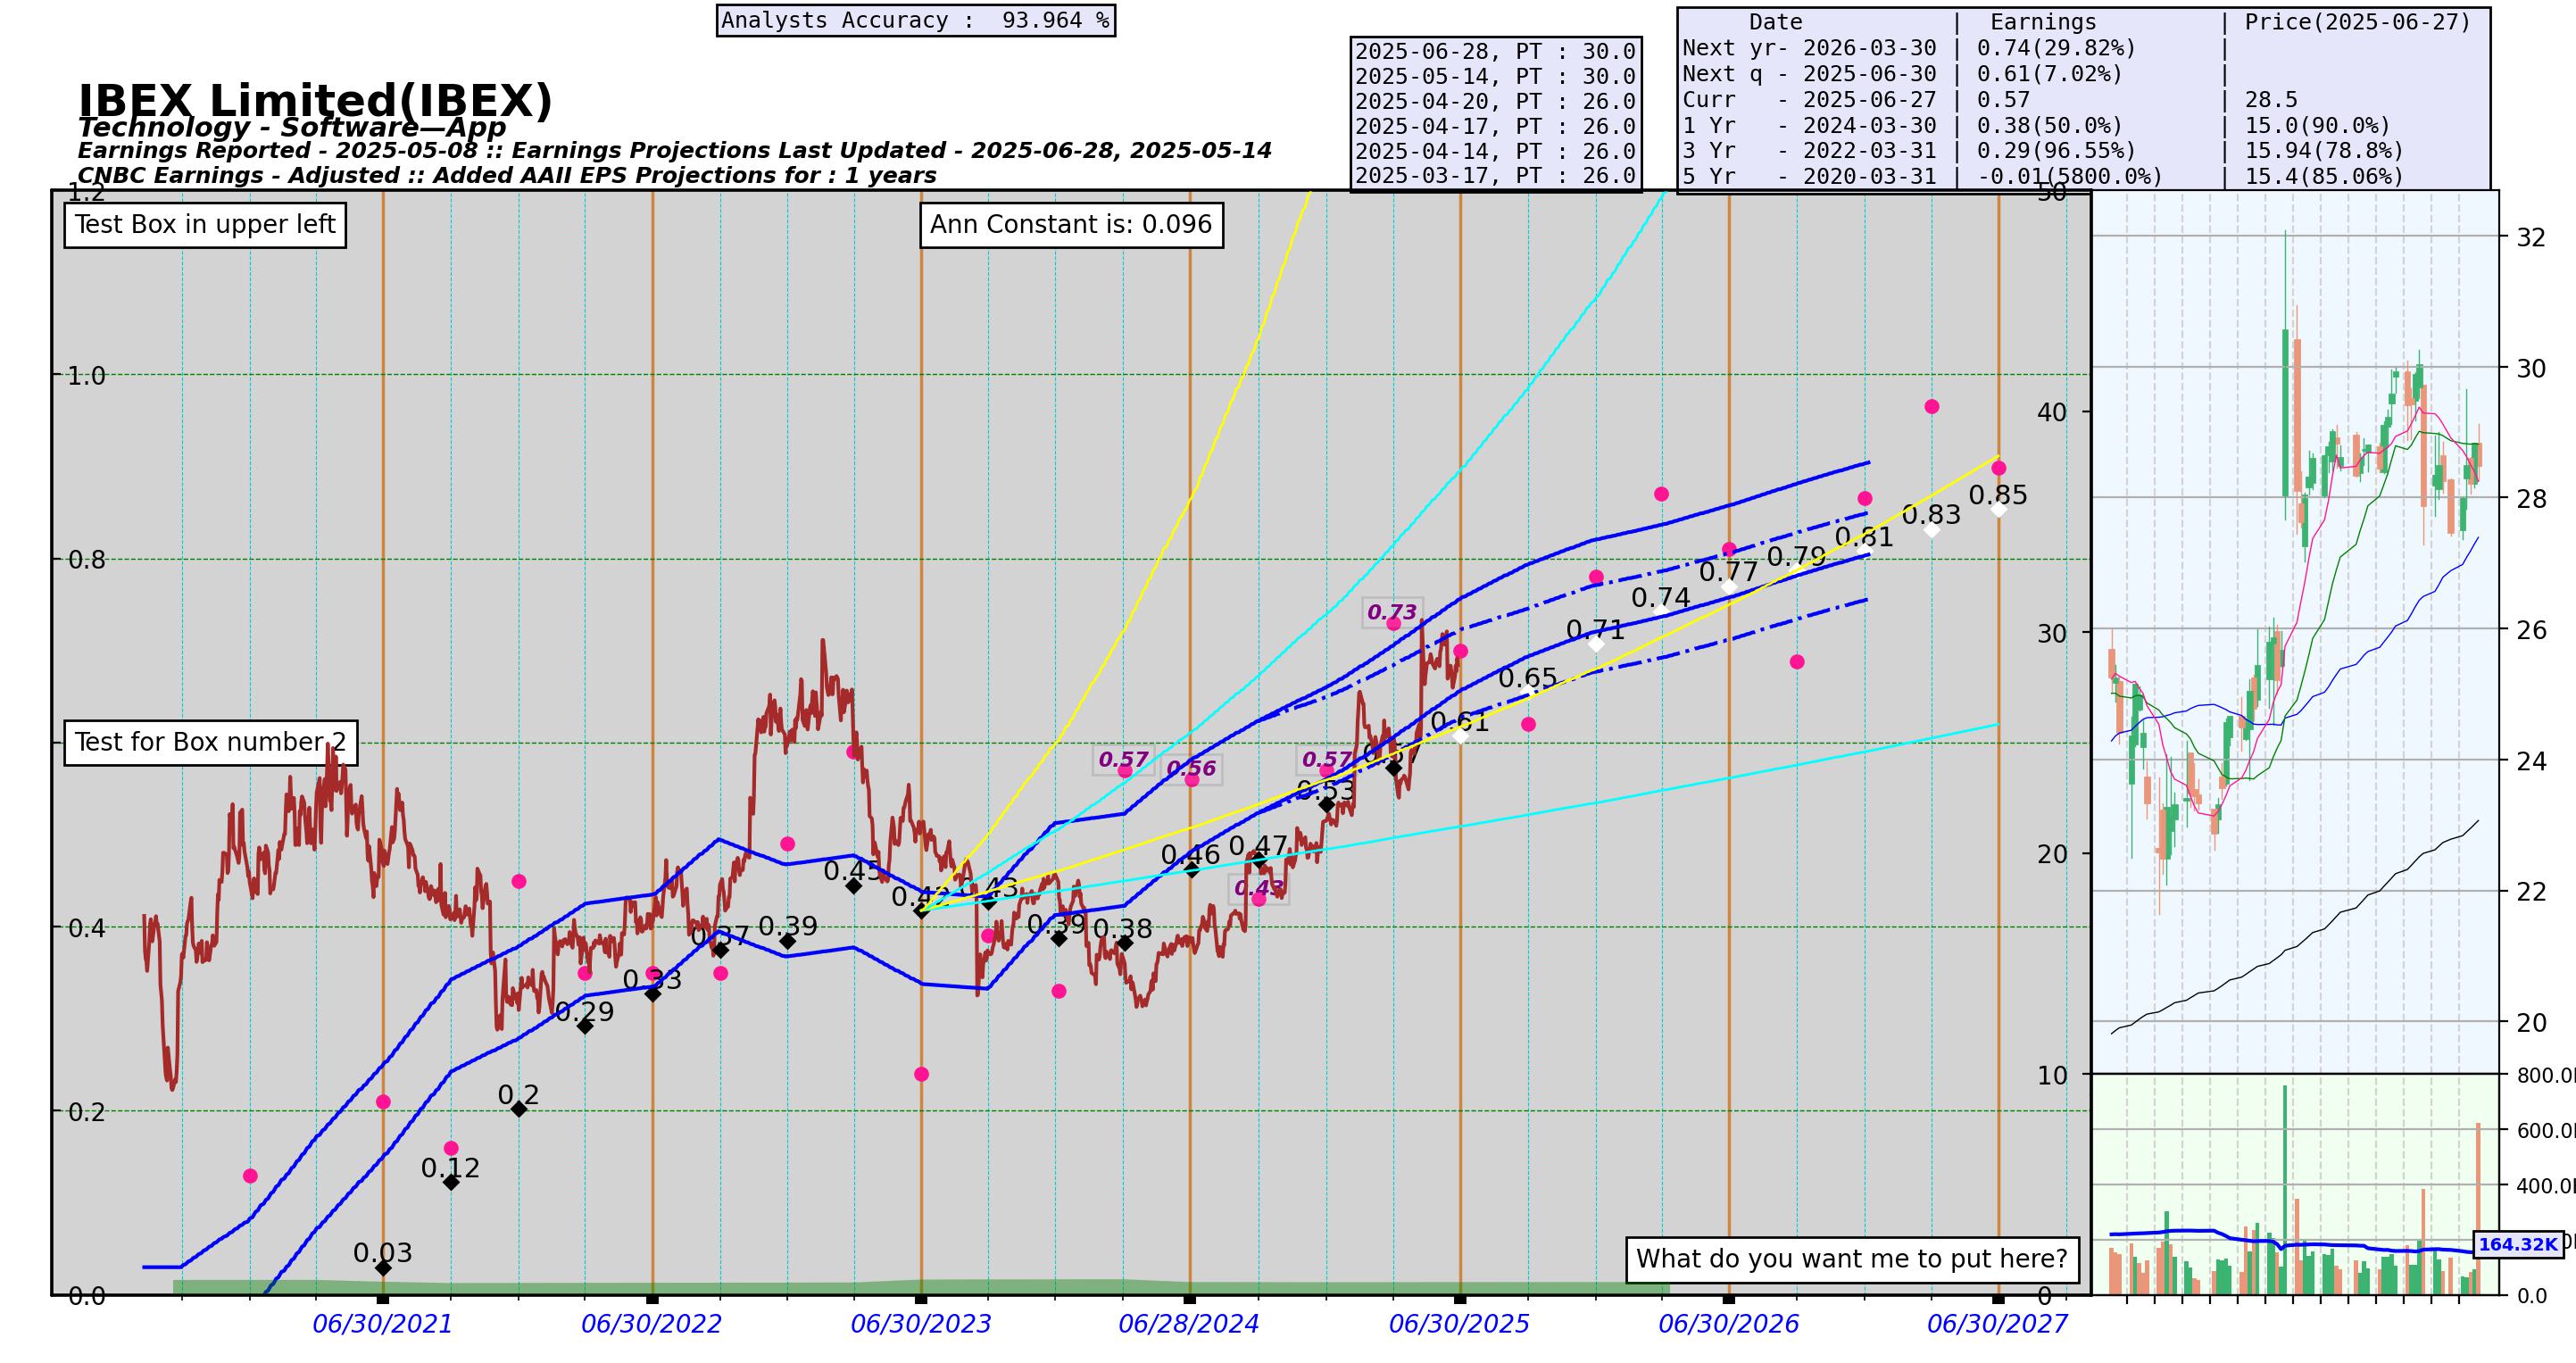 Analysts Accuracy :  93.964 %
IBEX Limited(IBEX)
Technology - Software—App
Earnings Reported - 2025-05-08 :: Earnings Projections Last Updated - 2025-06-28, 2025-05-14
CNBC Earnings - Adjusted :: Added AAII EPS Projections for : 1 years
2025-06-28, PT : 30.0
2025-05-14, PT : 30.0
2025-04-20, PT : 26.0
2025-04-17, PT : 26.0
2025-04-14, PT : 26.0
2025-03-17, PT : 26.0
Date | Earnings | Price(2025-06-27)
Next yr- 2026-03-30 | 0.74(29.82%) |
Next q - 2025-06-30 | 0.61(7.02%) |
Curr - 2025-06-27 | 0.57 | 28.5
1 Yr - 2024-03-30 | 0.38(50.0%) | 15.0(90.0%)
3 Yr - 2022-03-31 | 0.29(96.55%) | 15.94(78.8%)
5 Yr - 2020-03-31 | -0.01(5800.0%) | 15.4(85.06%)
Test Box in upper left
Ann Constant is: 0.096
Test for Box number 2
What do you want me to put here?
1.2
1.0
0.8
0.4
0.2
0.0
50
40
30
20
10
0
0.03
0.12
0.2
0.29
0.33
0.37
0.39
0.45
0.42
0.43
0.39
0.38
0.46
0.47
0.53
0.57
0.61
0.65
0.71
0.74
0.77
0.79
0.81
0.83
0.85
0.57
0.56
0.43
0.57
0.73
32
30
28
26
24
22
20
800.0
600.0
400.0
164.32K
0.0
06/30/2021
06/30/2022
06/30/2023
06/28/2024
06/30/2025
06/30/2026
06/30/2027